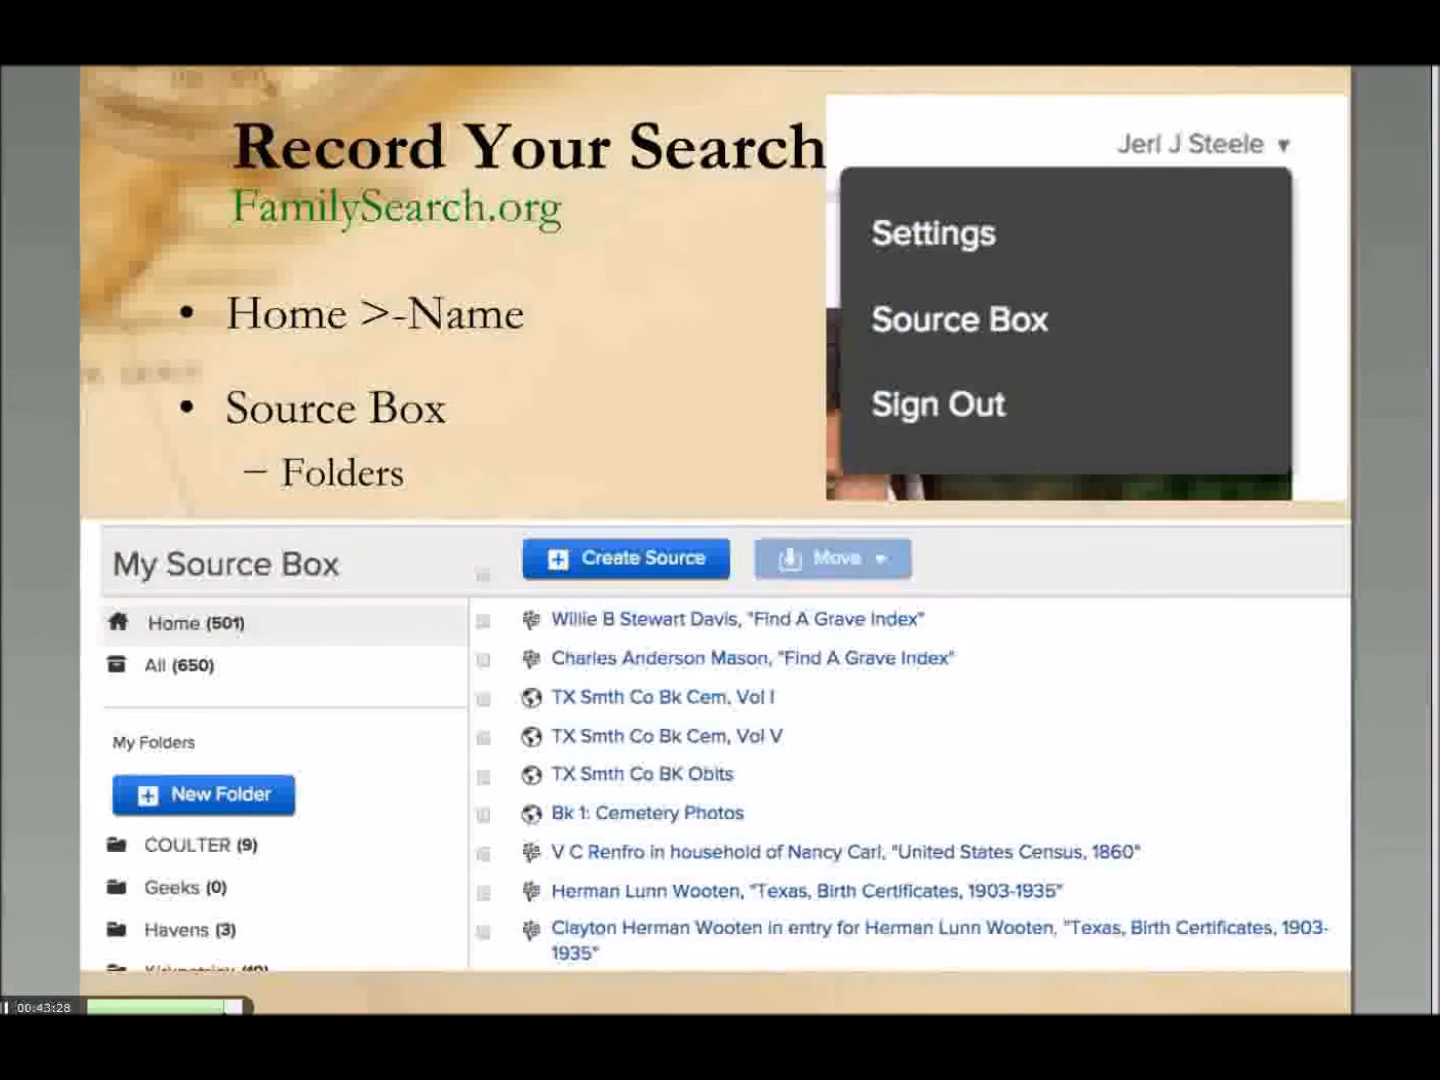 Record Your Search
FamilySearch.org
• Home >-Name
• Source Box
– Folders
Jeri J Steele ▼
Settings
Source Box
Sign Out
My Source Box
Create Source
Move
Home (501)
All (650)
My Folders
New Folder
COULTER (9)
Geeks (0)
Havens (3)
Willie B Stewart Davis, "Find A Grave Index"
Charles Anderson Mason, "Find A Grave Index"
TX Smth Co Bk Cem, Vol I
TX Smth Co Bk Cem, Vol V
TX Smth Co BK Obits
Bk 1: Cemetery Photos
V C Renfro in household of Nancy Carl, "United States Census, 1860"
Herman Lunn Wooten, "Texas, Birth Certificates, 1903-1935"
Clayton Herman Wooten in entry for Herman Lunn Wooten, "Texas, Birth Certificates, 1903-
1935"
00:43:28